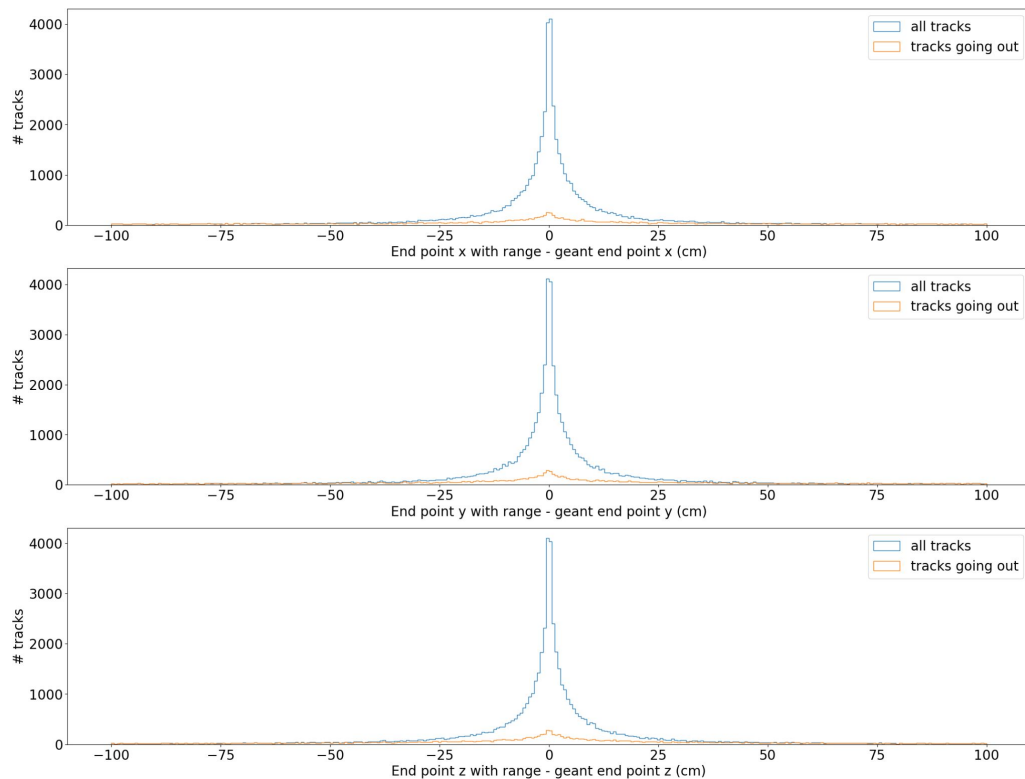 4000
3000
2000
1000
0
# tracks
all tracks
tracks going out
−100 −75 −50 −25 0 25 50 75 100
End point x with range - geant end point x (cm)
4000
3000
2000
1000
0
# tracks
all tracks
tracks going out
−100 −75 −50 −25 0 25 50 75 100
End point y with range - geant end point y (cm)
4000
3000
2000
1000
0
# tracks
all tracks
tracks going out
−100 −75 −50 −25 0 25 50 75 100
End point z with range - geant end point z (cm)